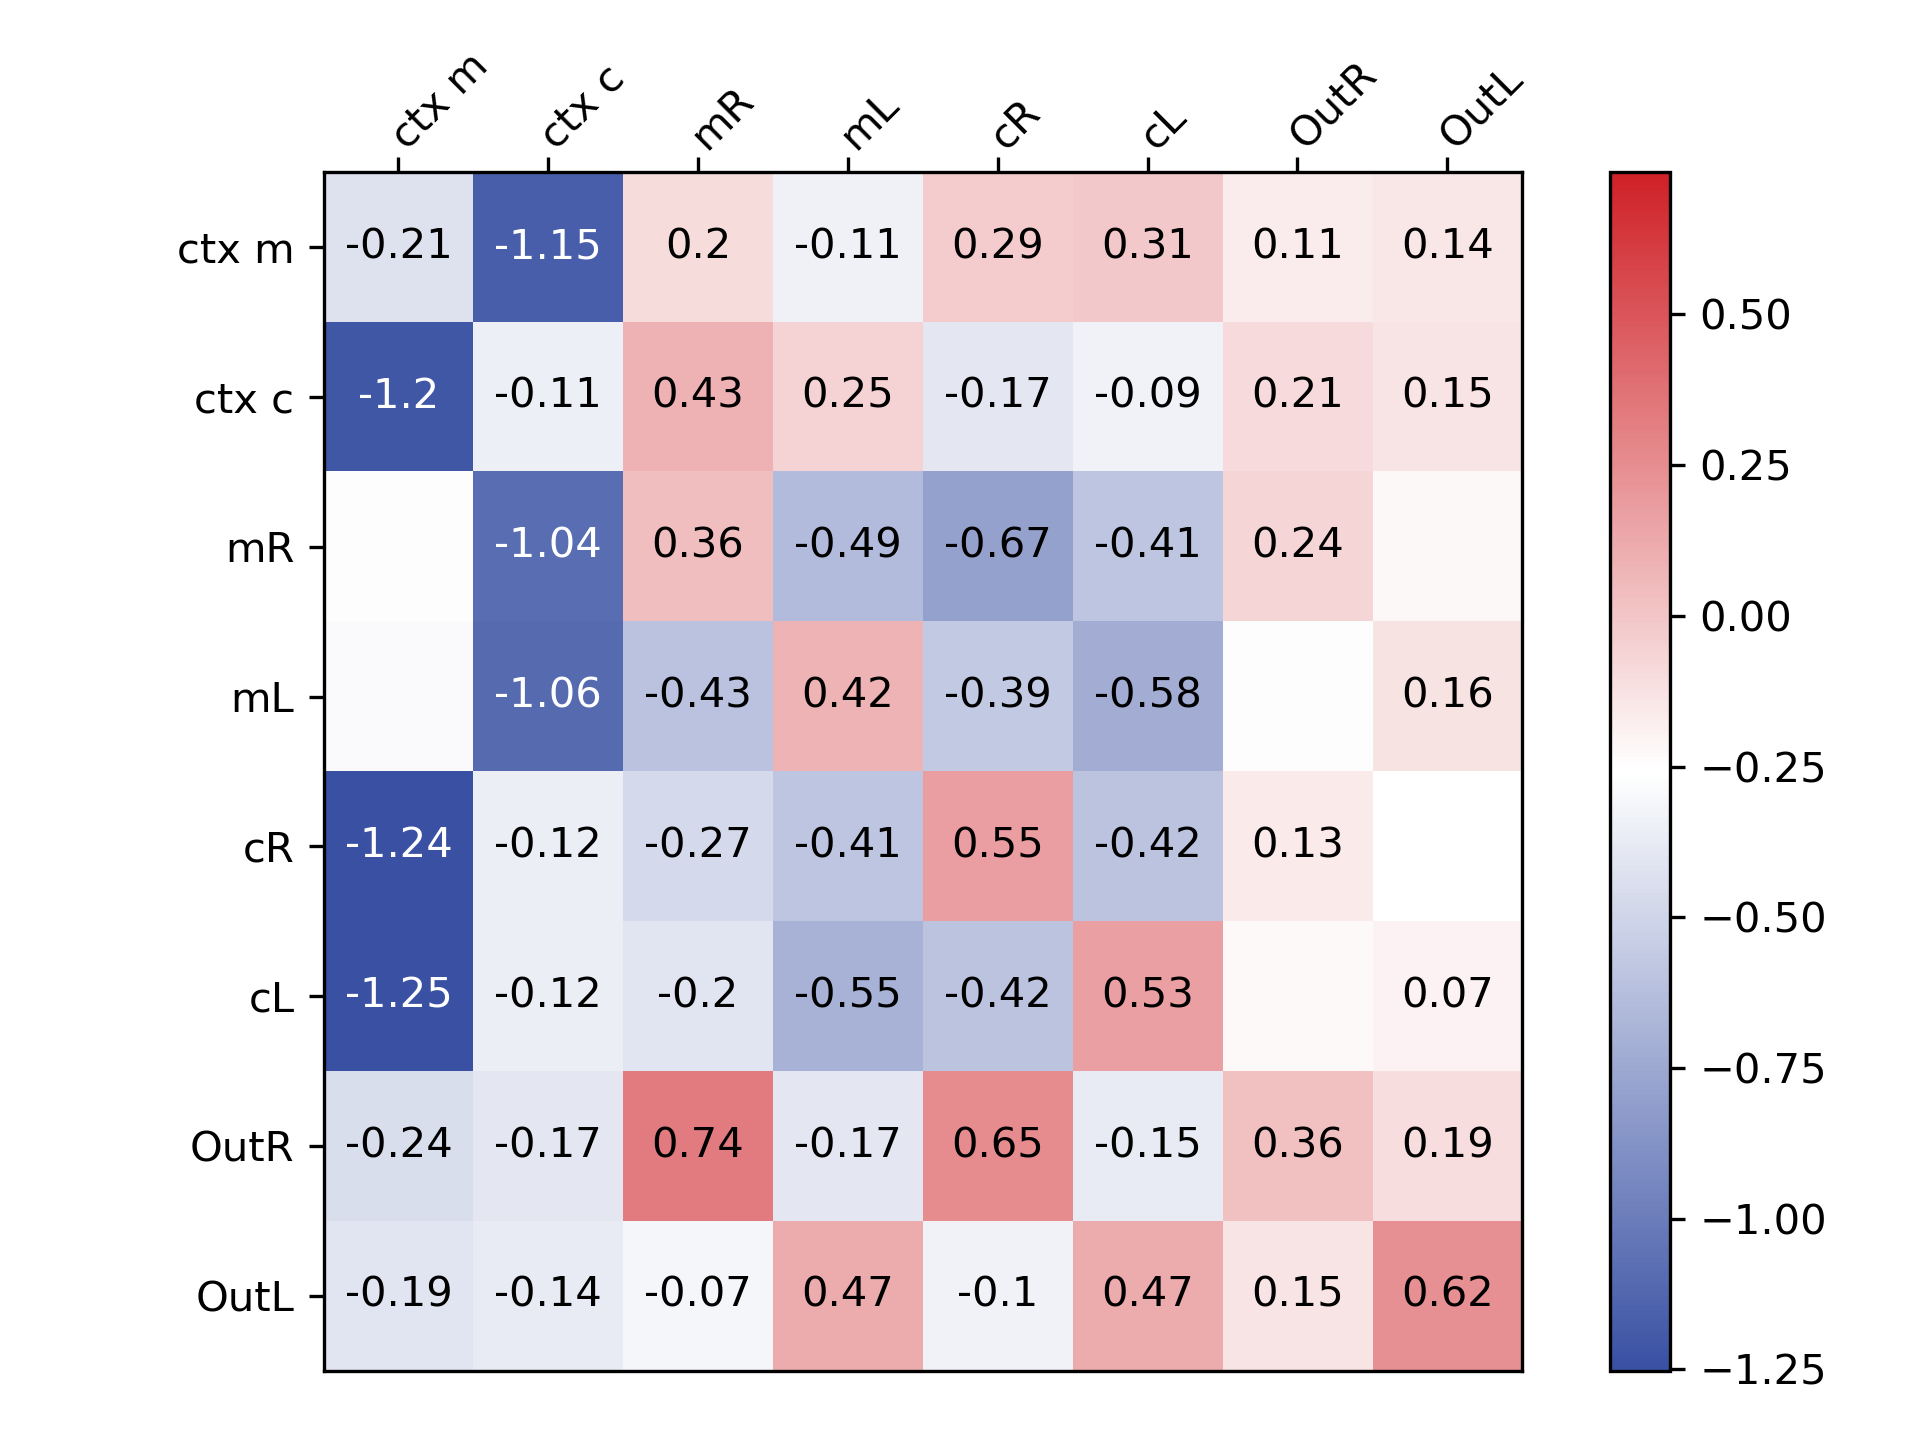 ctx m ctx c mR mL cR cL OutR OutL
ctx m -0.21 -1.15 0.2 -0.11 0.29 0.31 0.11 0.14
ctx c -1.2 -0.11 0.43 0.25 -0.17 -0.09 0.21 0.15
mR -1.04 0.36 -0.49 -0.67 -0.41 0.24
mL -1.06 -0.43 0.42 -0.39 -0.58 0.16
cR -1.24 -0.12 -0.27 -0.41 0.55 -0.42 0.13
cL -1.25 -0.12 -0.2 -0.55 -0.42 0.53 0.07
OutR -0.24 -0.17 0.74 -0.17 0.65 -0.15 0.36 0.19
OutL -0.19 -0.14 -0.07 0.47 -0.1 0.47 0.15 0.62
0.50
0.25
0.00
−0.25
−0.50
−0.75
−1.00
−1.25